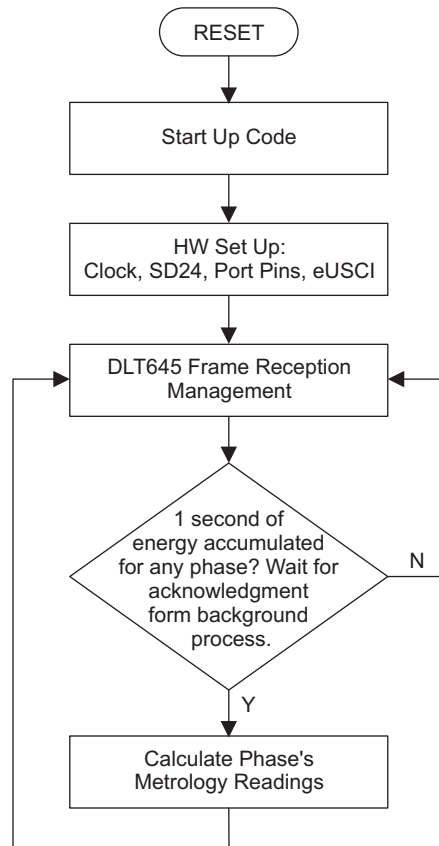 RESET
Start Up Code
HW Set Up:
Clock, SD24, Port Pins, eUSCI
DLT645 Frame Reception
Management
1 second of
energy accumulated
for any phase? Wait for
acknowledgment
form background
process.
N
Y
Calculate Phase's
Metrology Readings